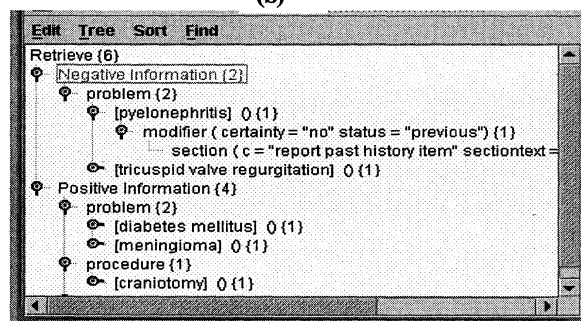 (b)
Edit Tree Sort Find
Retrieve {6}
Negative Information {2}
problem {2}
[pyelonephritis] () {1}
modifier ( certainty = "no" status = "previous") {1}
section ( c = "report past history item" sectiontext =
[tricuspid valve regurgitation] () {1}
Positive Information {4}
problem {2}
[diabetes mellitus] () {1}
[meningioma] () {1}
procedure {1}
[craniotomy] () {1}